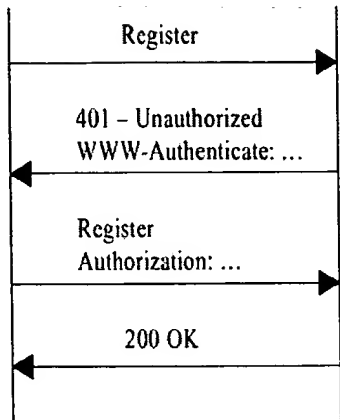 Register
401 – Unauthorized
WWW-Authenticate: ...
Register
Authorization: ...
200 OK